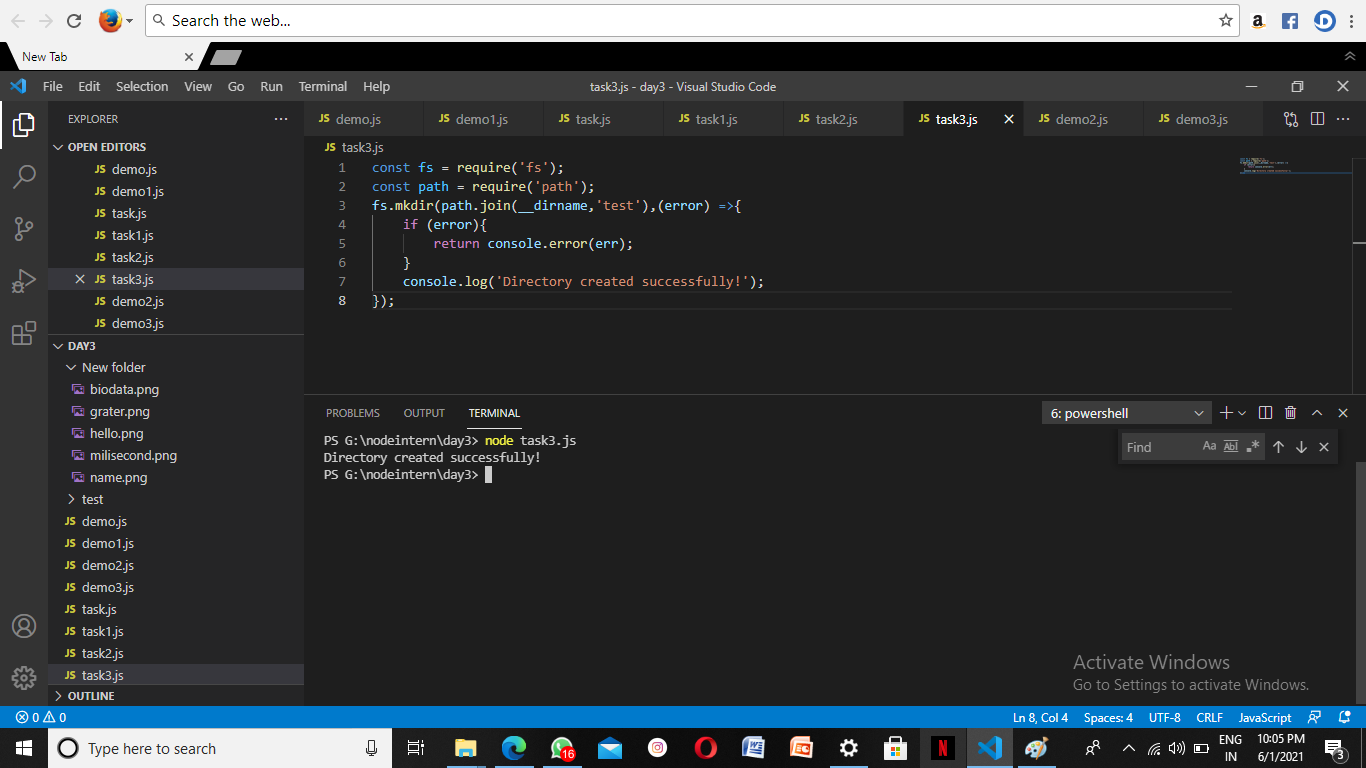 Search the web...
New Tab
File Edit Selection View Go Run Terminal Help
task3.js - day3 - Visual Studio Code
EXPLORER
OPEN EDITORS
JS demo.js
JS demo1.js
JS task.js
JS task1.js
JS task2.js
JS task3.js
JS demo2.js
JS demo3.js
DAY3
New folder
biodata.png
grater.png
hello.png
milisecond.png
name.png
test
JS demo.js
JS demo1.js
JS demo2.js
JS demo3.js
JS task.js
JS task1.js
JS task2.js
JS task3.js
OUTLINE
JS demo.js JS demo1.js JS task.js JS task1.js JS task2.js JS task3.js JS demo2.js JS demo3.js
JS task3.js
1 const fs = require('fs');
2 const path = require('path');
3 fs.mkdir(path.join(__dirname,'test'),(error) =>{
4 if (error){
5 return console.error(err);
6 }
7 console.log('Directory created successfully!');
8 });
PROBLEMS OUTPUT TERMINAL
6: powershell
Find Aa Abl .*
PS G:\nodeintern\day3> node task3.js
Directory created successfully!
PS G:\nodeintern\day3>
Activate Windows
Go to Settings to activate Windows.
0 0
Ln 8, Col 4 Spaces: 4 UTF-8 CRLF JavaScript
Type here to search
16
ENG
IN
10:05 PM
6/1/2021
3